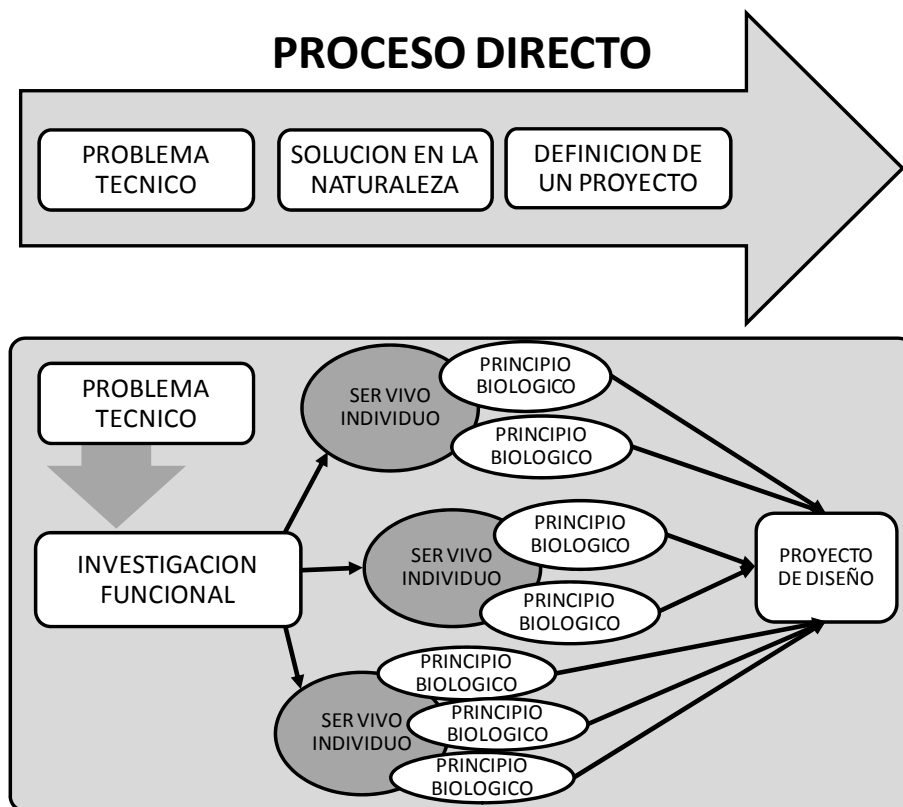 PROCESO DIRECTO
PROBLEMA
TECNICO
SOLUCION EN LA
NATURALEZA
DEFINICION DE
UN PROYECTO
PROBLEMA
TECNICO
INVESTIGACION
FUNCIONAL
SER VIVO
INDIVIDUO
PRINCIPIO
BIOLOGICO
PRINCIPIO
BIOLOGICO
SER VIVO
INDIVIDUO
PRINCIPIO
BIOLOGICO
PRINCIPIO
BIOLOGICO
SER VIVO
INDIVIDUO
PRINCIPIO
BIOLOGICO
PRINCIPIO
BIOLOGICO
PRINCIPIO
BIOLOGICO
PROYECTO
DE DISEÑO